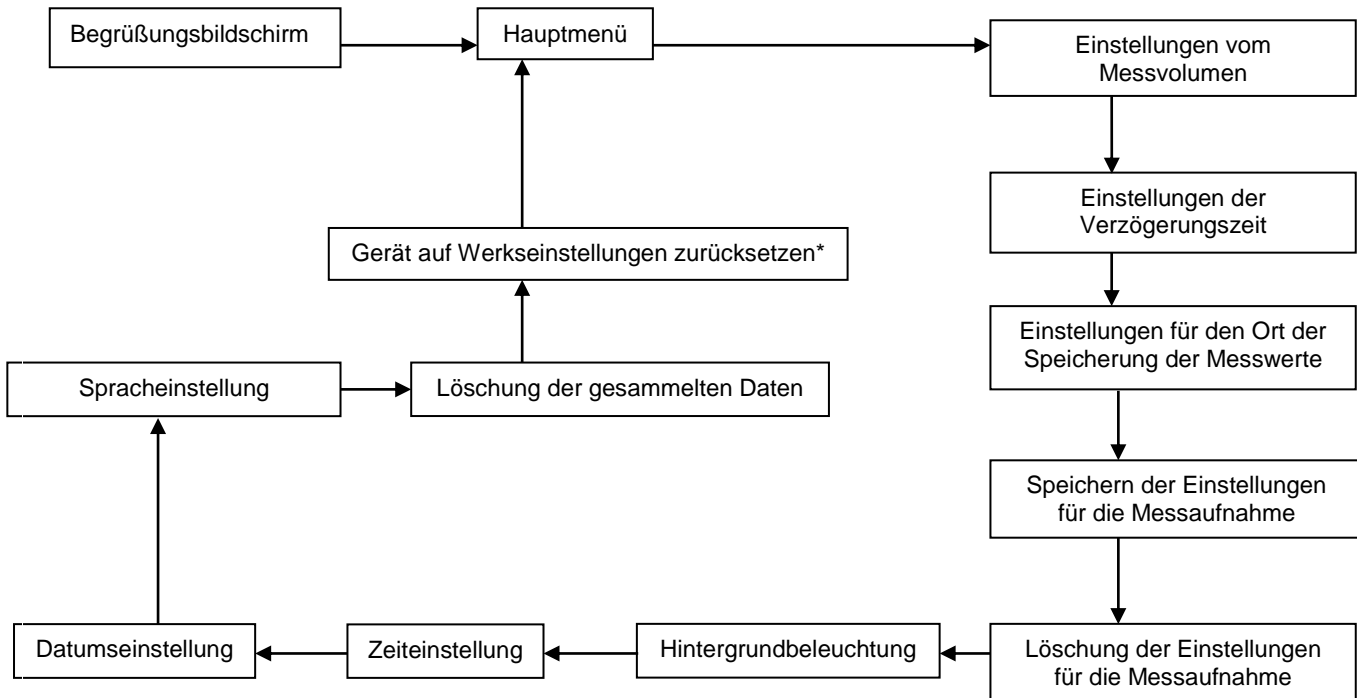 Begrüßungsbildschirm
Hauptmenü
Einstellungen vom
Messvolumen
Einstellungen der
Verzögerungszeit
Gerät auf Werkseinstellungen zurücksetzen*
Einstellungen für den Ort der
Speicherung der Messwerte
Spracheinstellung
Löschung der gesammelten Daten
Speichern der Einstellungen
für die Messaufnahme
Datumseinstellung
Zeiteinstellung
Hintergrundbeleuchtung
Löschung der Einstellungen
für die Messaufnahme